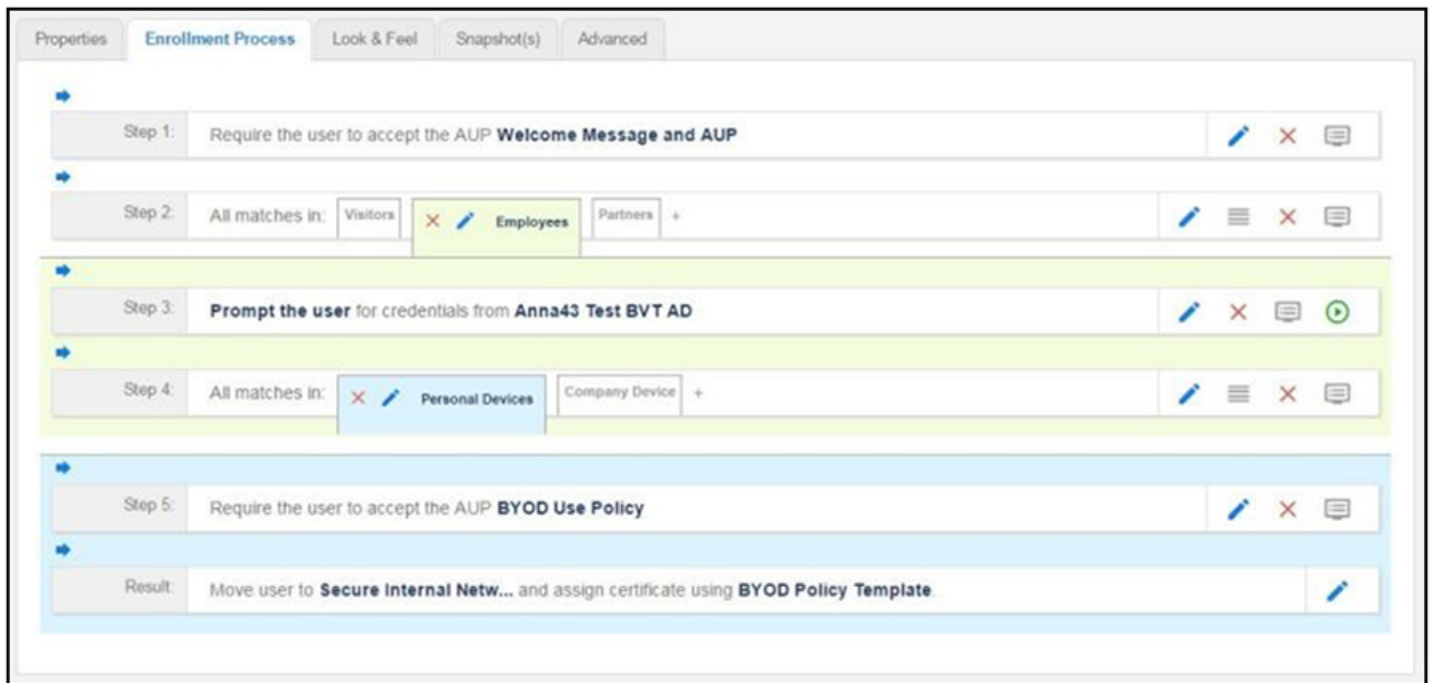 Properties Enrollment Process Look & Feel Snapshot(s) Advanced
Step 1: Require the user to accept the AUP Welcome Message and AUP
Step 2: All matches in: Visitors Employees Partners +
Step 3: Prompt the user for credentials from Anna43 Test BVT AD
Step 4: All matches in: Personal Devices Company Device +
Step 5: Require the user to accept the AUP BYOD Use Policy
Result: Move user to Secure Internal Netw... and assign certificate using BYOD Policy Template.